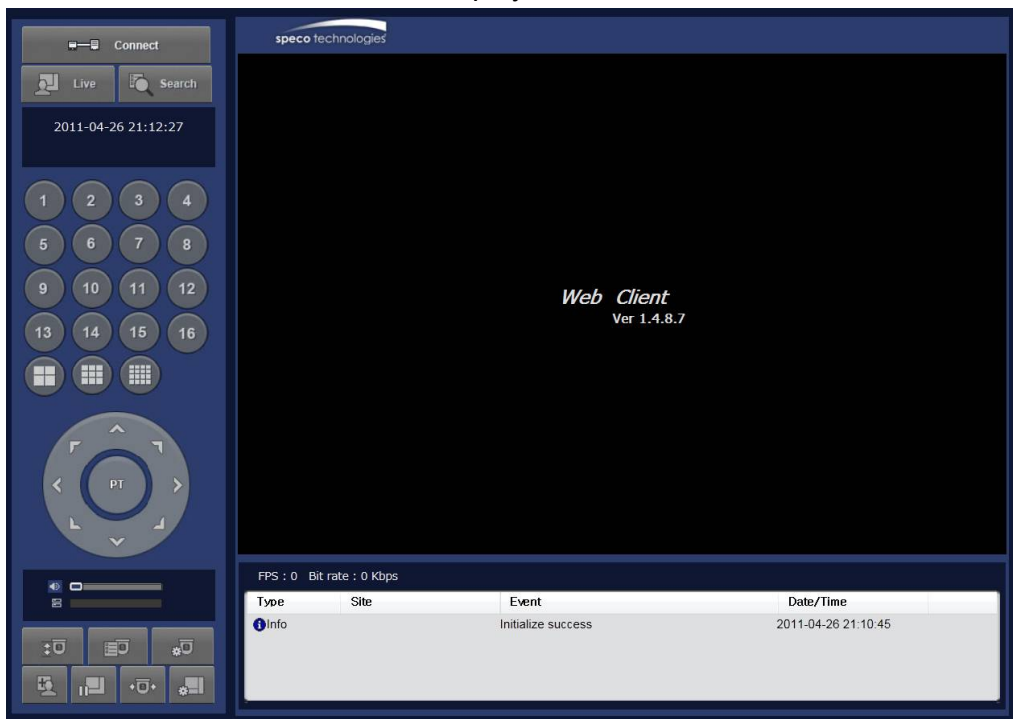 Connect
speco technologies
Live
Search
2011-04-26 21:12:27
1 2 3 4
5 6 7 8
9 10 11 12
13 14 15 16
PT
Web Client
Ver 1.4.8.7
FPS : 0 Bit rate : 0 Kbps
Type Site Event Date/Time
Info Initialize success 2011-04-26 21:10:45